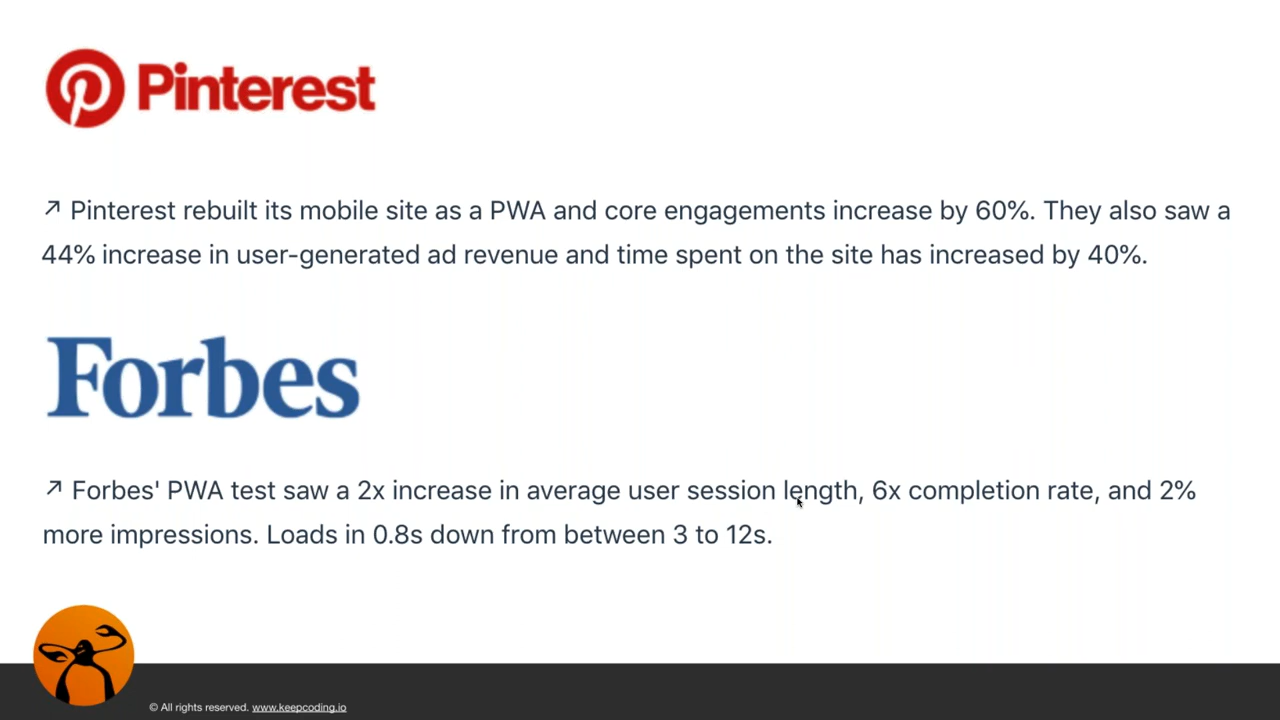 Pinterest
↗ Pinterest rebuilt its mobile site as a PWA and core engagements increase by 60%. They also saw a
44% increase in user-generated ad revenue and time spent on the site has increased by 40%.
Forbes
↗ Forbes' PWA test saw a 2x increase in average user session length, 6x completion rate, and 2%
more impressions. Loads in 0.8s down from between 3 to 12s.
© All rights reserved. www.keepcoding.io